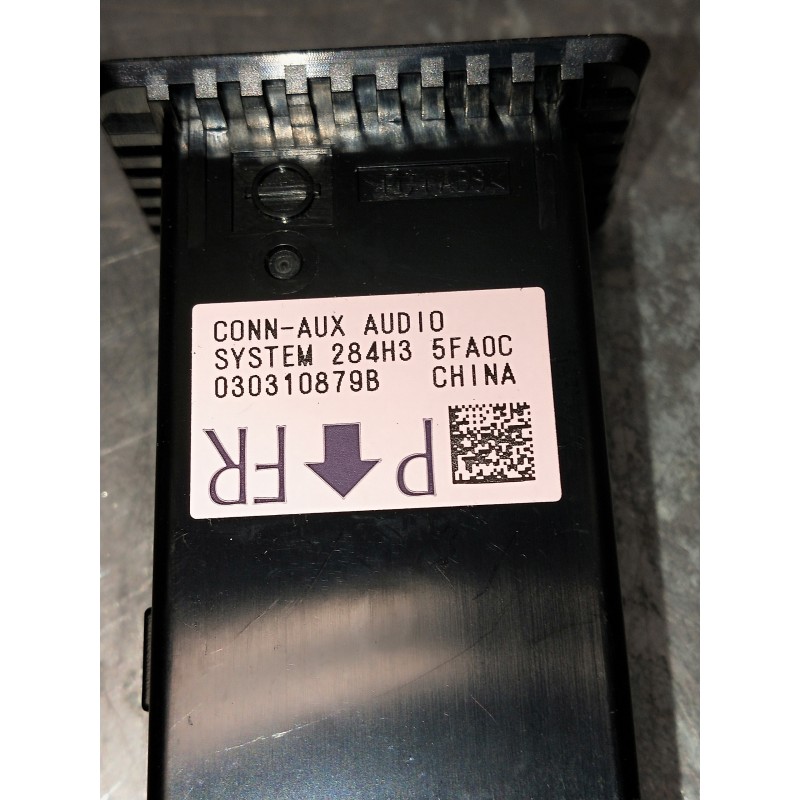 CONN-AUX AUDIO
SYSTEM 284H3 5FA0C
030310879B CHINA
P FR